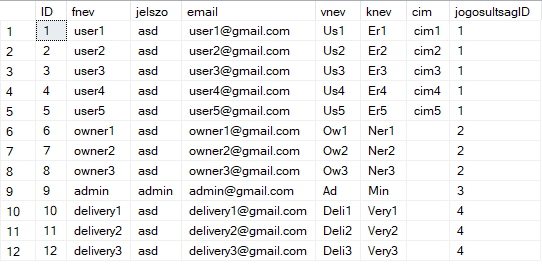 ID fnev jelszo email vnev knev cim jogosultsagID
1 1 user1 asd user1@gmail.com Us1 Er1 cim1 1
2 2 user2 asd user2@gmail.com Us2 Er2 cim2 1
3 3 user3 asd user3@gmail.com Us3 Er3 cim3 1
4 4 user4 asd user4@gmail.com Us4 Er4 cim4 1
5 5 user5 asd user5@gmail.com Us5 Er5 cim5 1
6 6 owner1 asd owner1@gmail.com Ow1 Ner1 2
7 7 owner2 asd owner2@gmail.com Ow2 Ner2 2
8 8 owner3 asd owner3@gmail.com Ow3 Ner3 2
9 9 admin admin admin@gmail.com Ad Min 3
10 10 delivery1 asd delivery1@gmail.com Deli1 Very1 4
11 11 delivery2 asd delivery2@gmail.com Deli2 Very2 4
12 12 delivery3 asd delivery3@gmail.com Deli3 Very3 4